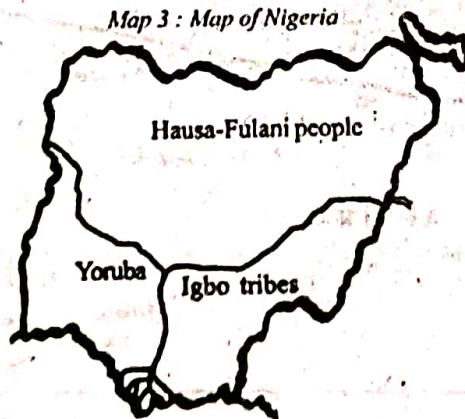 Map 3 : Map of Nigeria
Hausa-Fulani people
Yoruba
Igbo tribes